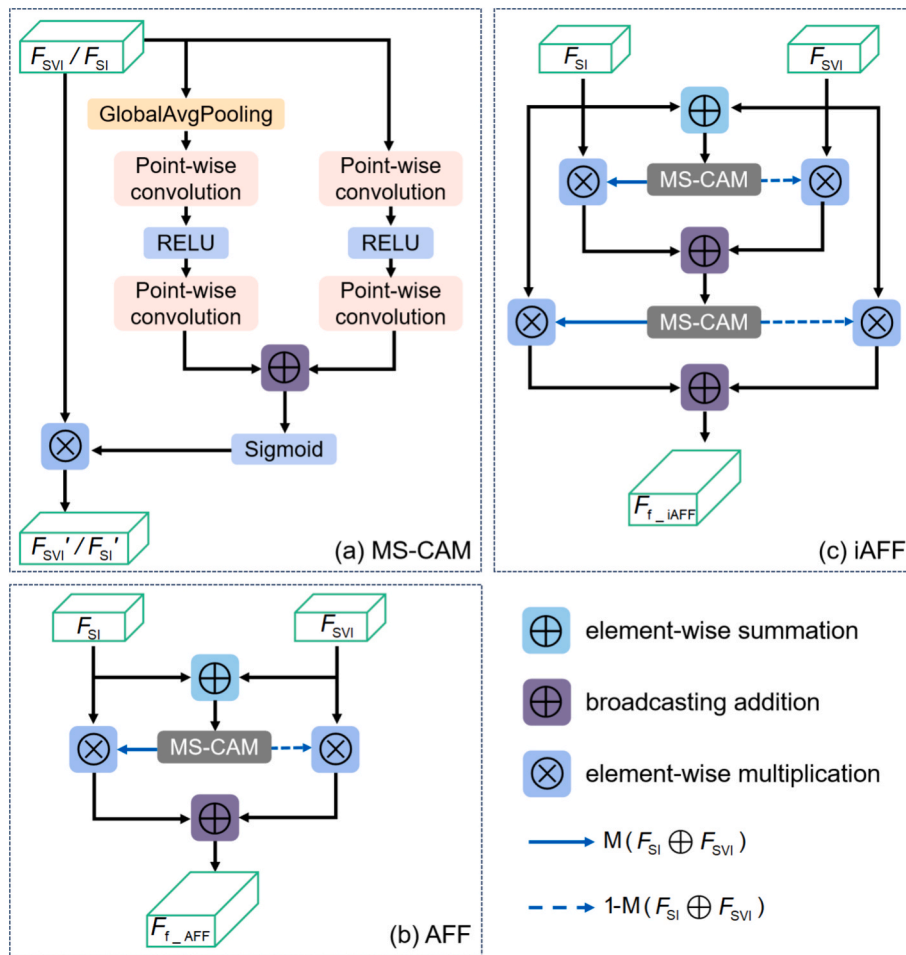 F_SVI / F_SI
GlobalAvgPooling
Point-wise
convolution
Point-wise
convolution
RELU
RELU
Point-wise
convolution
Point-wise
convolution
Sigmoid
F_SVI' / F_SI'
(a) MS-CAM
F_SI
F_SVI
MS-CAM
MS-CAM
F_f_iAFF
(c) iAFF
F_SI
F_SVI
MS-CAM
F_f_AFF
(b) AFF
element-wise summation
broadcasting addition
element-wise multiplication
M ( F_SI ⊕ F_SVI )
1-M ( F_SI ⊕ F_SVI )